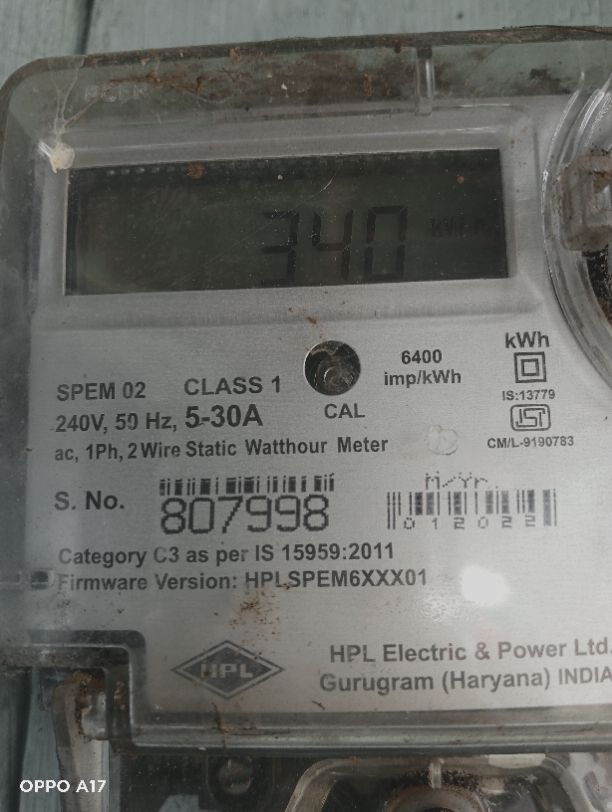 340
kWh
SPEM 02 CLASS 1
6400
imp/kWh
IS:13779
240V, 50 Hz, 5-30A
CAL
CM/L-9190783
ac, 1Ph, 2 Wire Static Watthour Meter
M/Yr.
S. No. 807998
012022
Category C3 as per IS 15959:2011
Firmware Version: HPLSPEM6XXX01
HPL
HPL Electric & Power Ltd.
Gurugram (Haryana) INDIA
OPPO A17